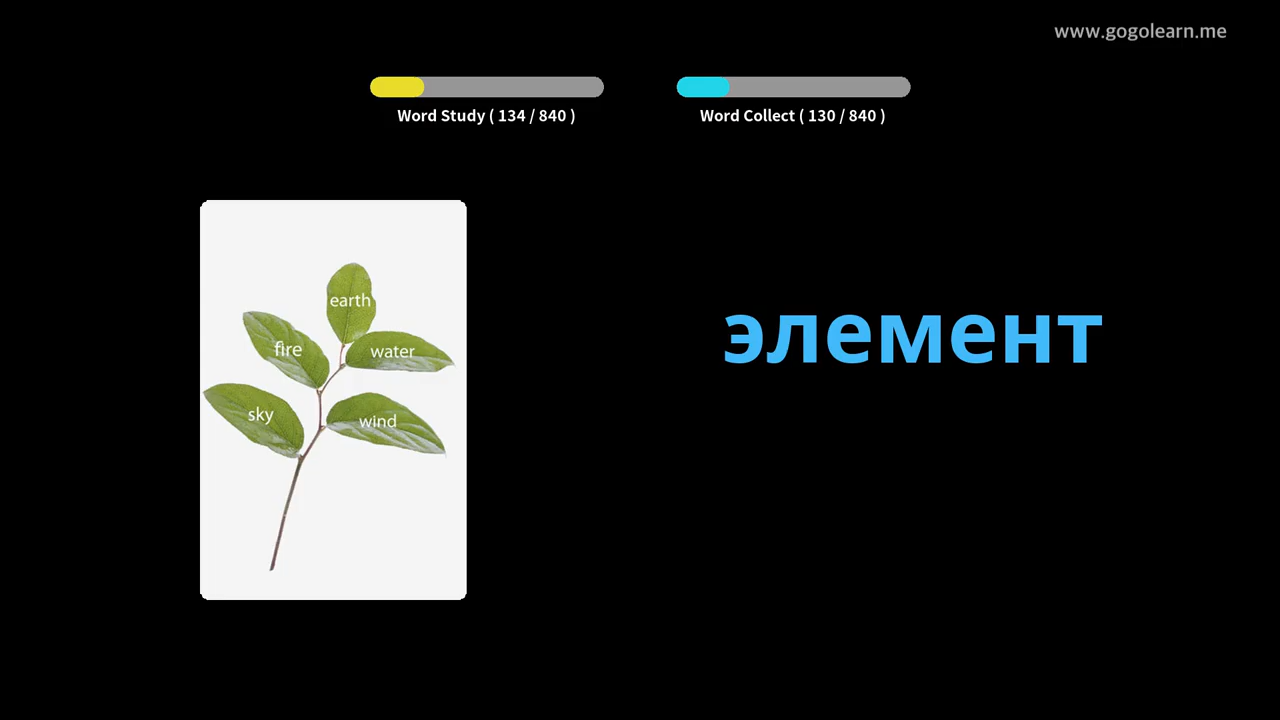 www.gogolearn.me
Word Study ( 134 / 840 )
Word Collect ( 130 / 840 )
earth
fire
water
sky
wind
элемент